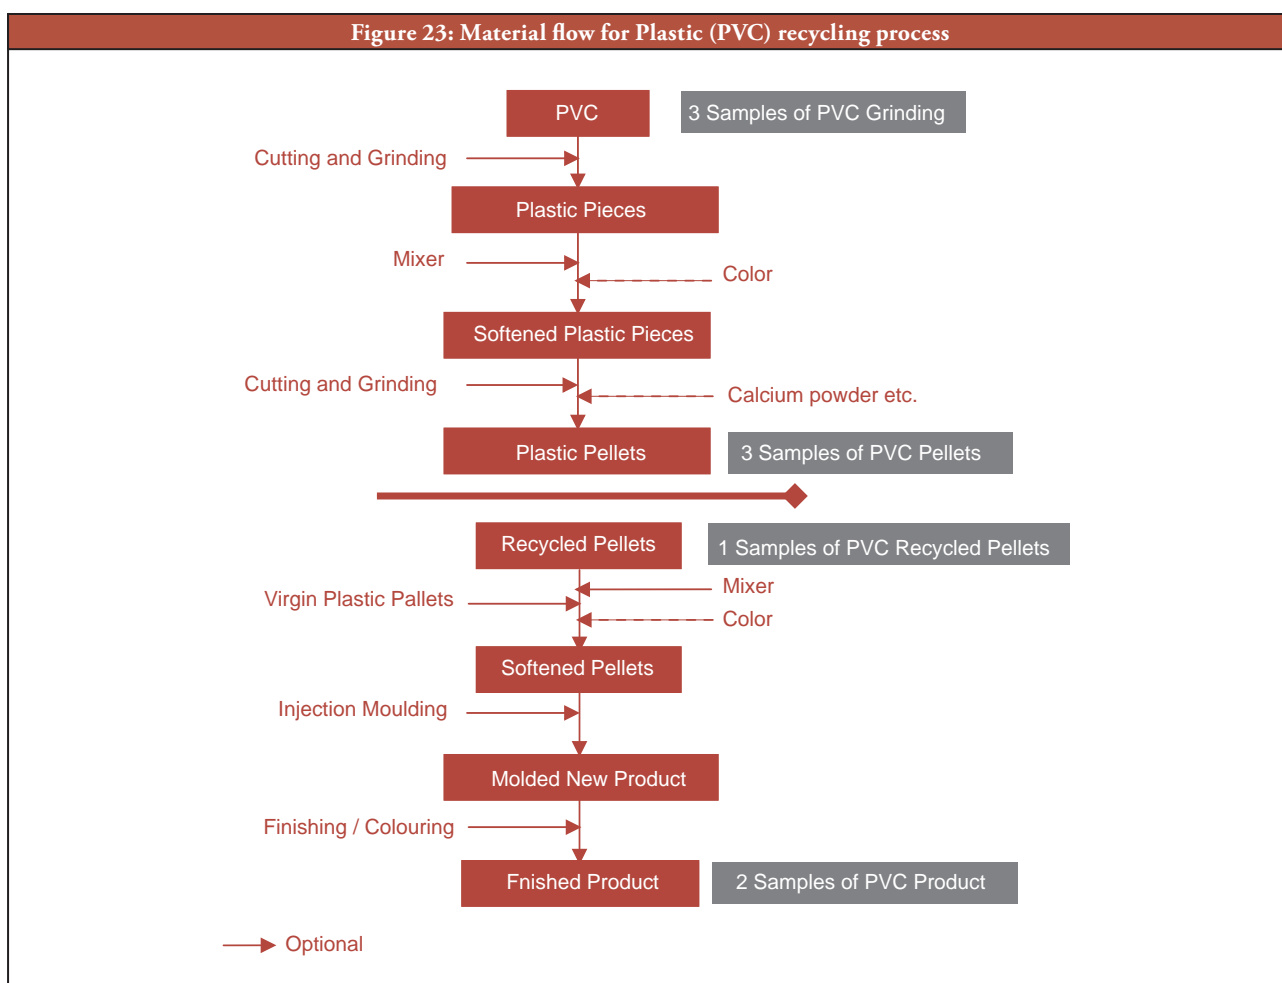 Figure 23: Material flow for Plastic (PVC) recycling process
PVC
3 Samples of PVC Grinding
Cutting and Grinding
Plastic Pieces
Mixer
Color
Softened Plastic Pieces
Cutting and Grinding
Calcium powder etc.
Plastic Pellets
3 Samples of PVC Pellets
Recycled Pellets
1 Samples of PVC Recycled Pellets
Mixer
Virgin Plastic Pallets
Color
Softened Pellets
Injection Moulding
Molded New Product
Finishing / Colouring
Fnished Product
2 Samples of PVC Product
Optional